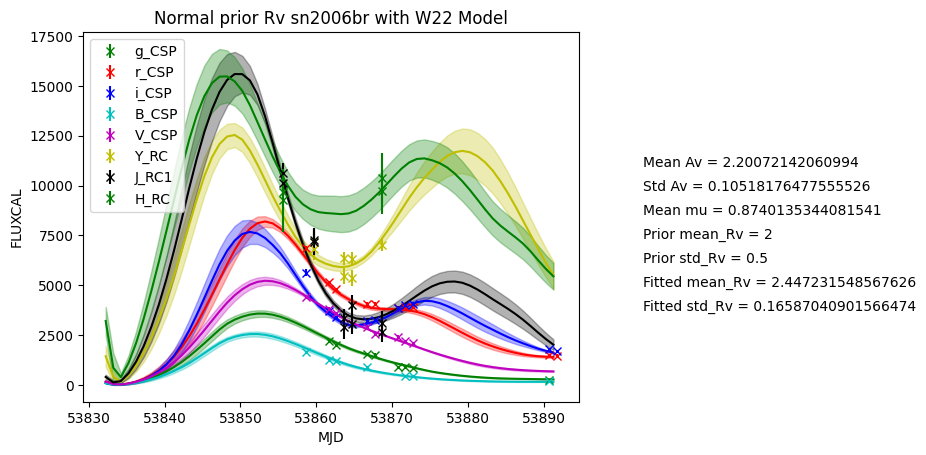 Normal prior Rv sn2006br with W22 Model
17500
15000
12500
10000
7500
5000
2500
0
FLUXCAL
g_CSP
r_CSP
i_CSP
B_CSP
V_CSP
Y_RC
J_RC1
H_RC
53830 53840 53850 53860 53870 53880 53890
MJD
Mean Av = 2.20072142060994
Std Av = 0.10518176477555526
Mean mu = 0.8740135344081541
Prior mean_Rv = 2
Prior std_Rv = 0.5
Fitted mean_Rv = 2.447231548567626
Fitted std_Rv = 0.16587040901566474